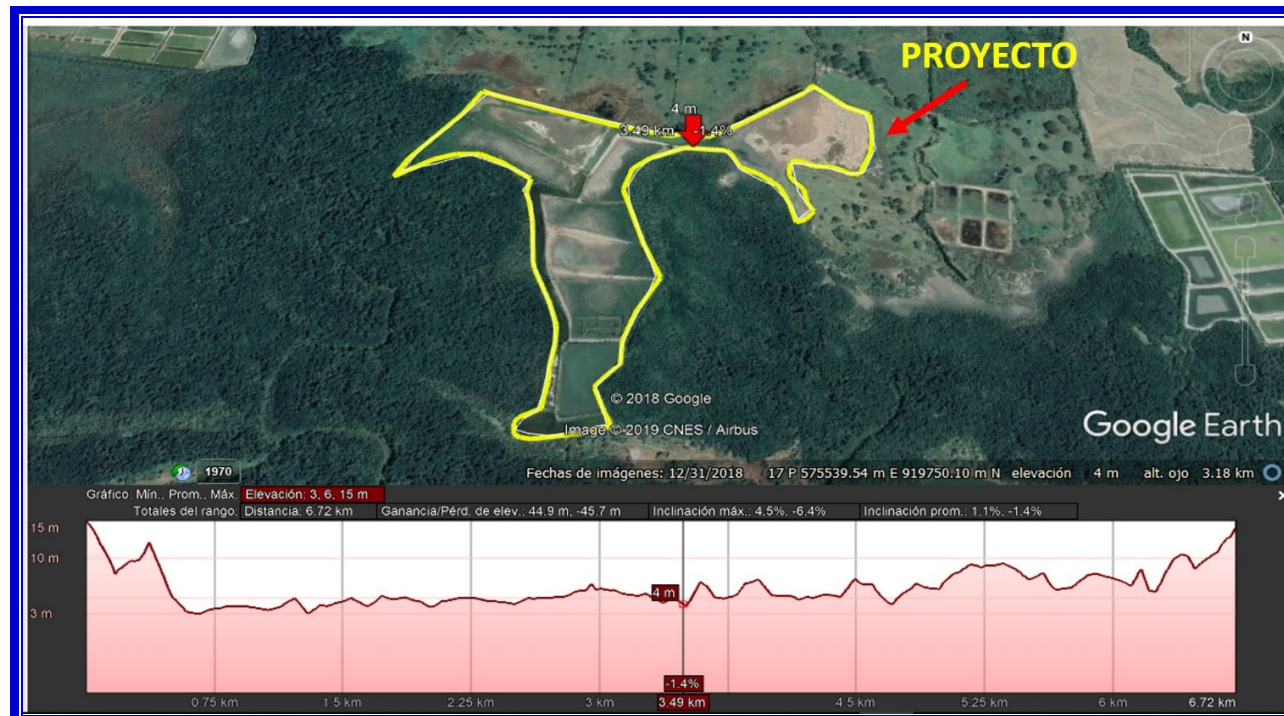 N
PROYECTO
4 m
3.49 km -1.4%
© 2018 Google
Image © 2019 CNES / Airbus
Google Earth
1970
Fechas de imágenes: 12/31/2018 17 P 575539.54 m E 919750.10 m N elevación 4 m alt. ojo 3.18 km
Gráfico: Mín., Prom., Máx. Elevación: 3, 6, 15 m
Totales del rango: Distancia: 6.72 km Ganancia/Pérd. de elev.: 44.9 m, -45.7 m Inclinación máx.: 4.5%, -6.4% Inclinación prom.: 1.1%, -1.4%
15 m
10 m
4 m
3 m
-1.4%
0.75 km 1.5 km 2.25 km 3 km 3.49 km 4.5 km 5.25 km 6 km 6.72 km